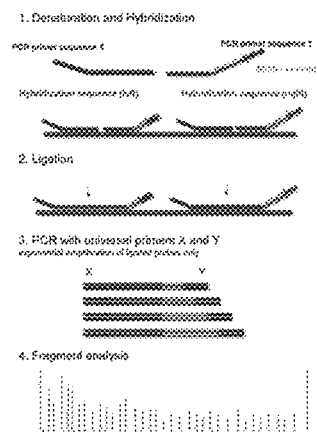 1. Denaturation and Hybridization
PCR primer sequence X
PCR primer sequence Y
Hybridization sequence (left)
Hybridization sequence (right)
2. Ligation
3. PCR with universal primers X and Y
exponential amplification of ligated probes only
X
Y
4. Fragment analysis